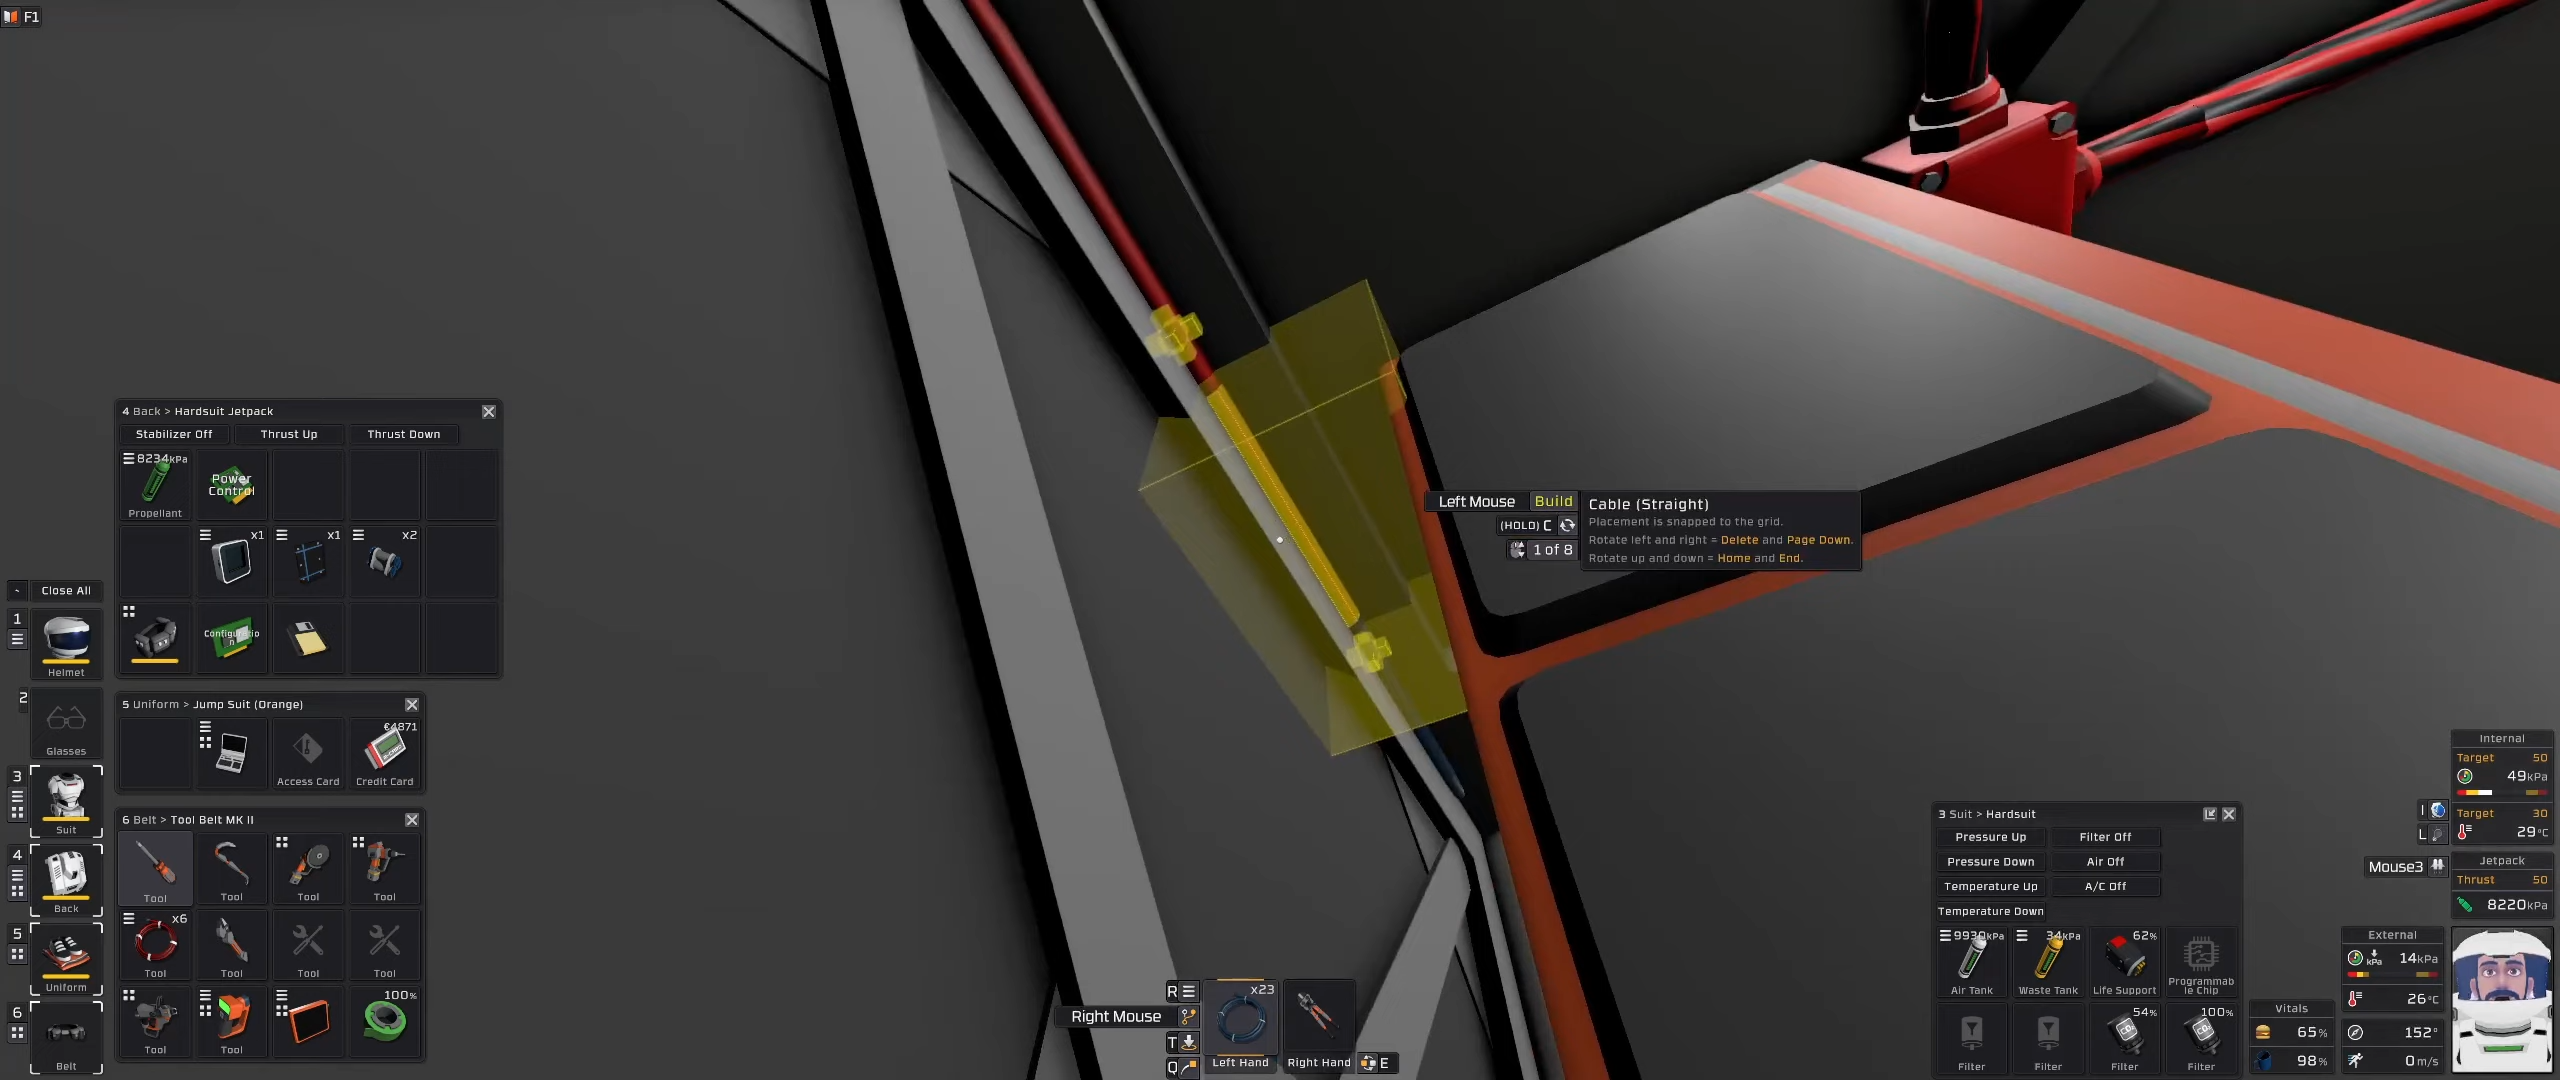 F1
4 Back > Hardsuit Jetpack
Stabilizer Off
Thrust Up
Thrust Down
8234kPa
Propellant
Power Control
x1
x1
x2
Configuration
~
Close All
1
Helmet
2
Glasses
3
Suit
4
Back
5
Uniform
6
Belt
5 Uniform > Jump Suit (Orange)
Access Card
€4871
Credit Card
6 Belt > Tool Belt MK II
Tool
Tool
Tool
Tool
x6
Tool
Tool
Tool
Tool
100%
Tool
Tool
Left Mouse
Build
(HOLD) C
1 of 8
Cable (Straight)
Placement is snapped to the grid.
Rotate left and right = Delete and Page Down.
Rotate up and down = Home and End.
R
Right Mouse
T
Q
x23
Left Hand
Right Hand
E
3 Suit > Hardsuit
Pressure Up
Filter Off
Pressure Down
Air Off
Temperature Up
A/C Off
Temperature Down
9930kPa
Air Tank
34kPa
Waste Tank
62%
Life Support
Programmable Chip
Filter
Filter
54%
Filter
100%
Filter
Internal
Target 50
49kPa
Target 30
29°C
I
L
Mouse3
Jetpack
Thrust 50
8220kPa
External
kPa
14kPa
26°C
152°
0m/s
Vitals
65%
98%